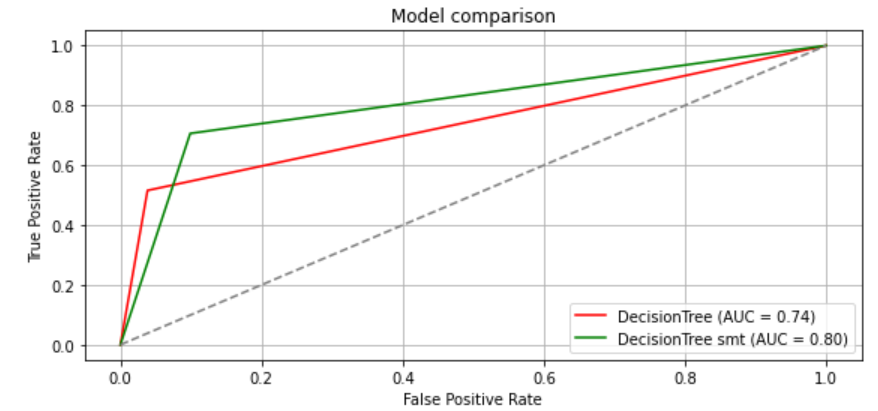 Model comparison
True Positive Rate
1.0
0.8
0.6
0.4
0.2
0.0
DecisionTree (AUC = 0.74)
DecisionTree smt (AUC = 0.80)
0.0 0.2 0.4 0.6 0.8 1.0
False Positive Rate